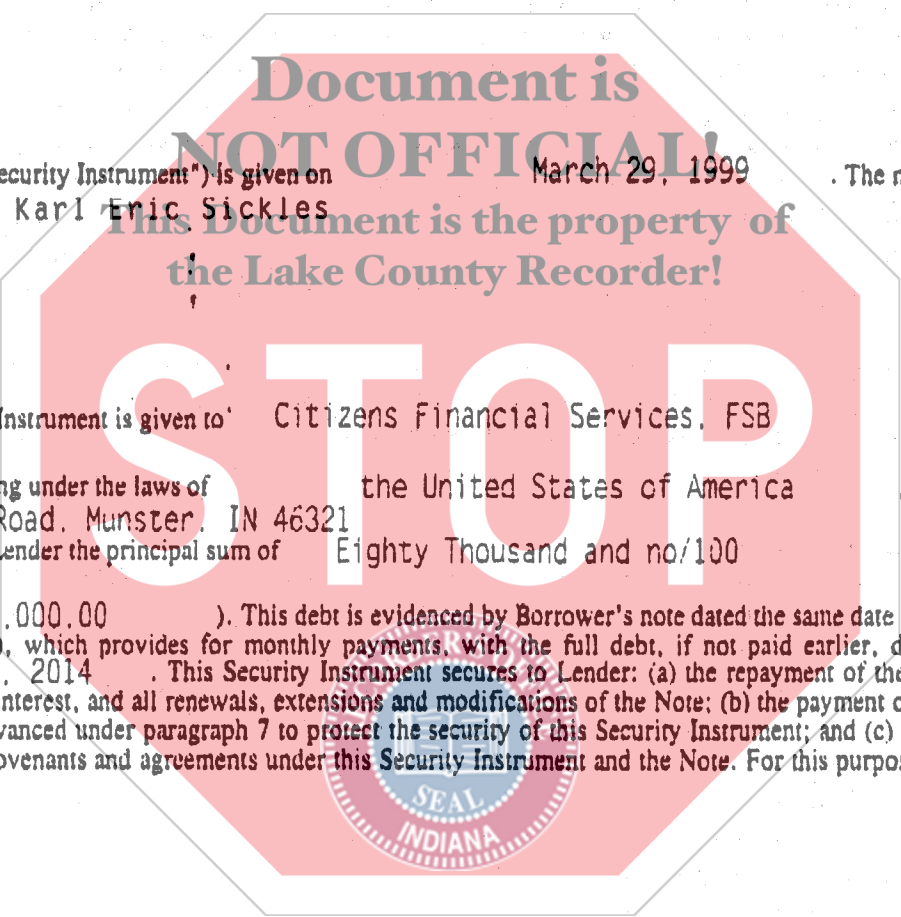 Document is
NOT OFFICIAL!
ecurity Instrument") is given on March 29, 1999 . The
Karl Eric Sickles
This Document is the property of
the Lake County Recorder!
STOP
Instrument is given to Citizens Financial Services, FSB
ng under the laws of the United States of America
Road, Munster, IN 46321
ender the principal sum of Eighty Thousand and no/100
,000.00 ). This debt is evidenced by Borrower's note dated the same date
), which provides for monthly payments, with the full debt, if not paid earlier, d
, 2014 . This Security Instrument secures to Lender: (a) the repayment of the
nterest, and all renewals, extensions and modifications of the Note; (b) the payment o
vanced under paragraph 7 to protect the security of this Security Instrument; and (c)
ovenants and agreements under this Security Instrument and the Note. For this purpos
SEAL
INDIANA